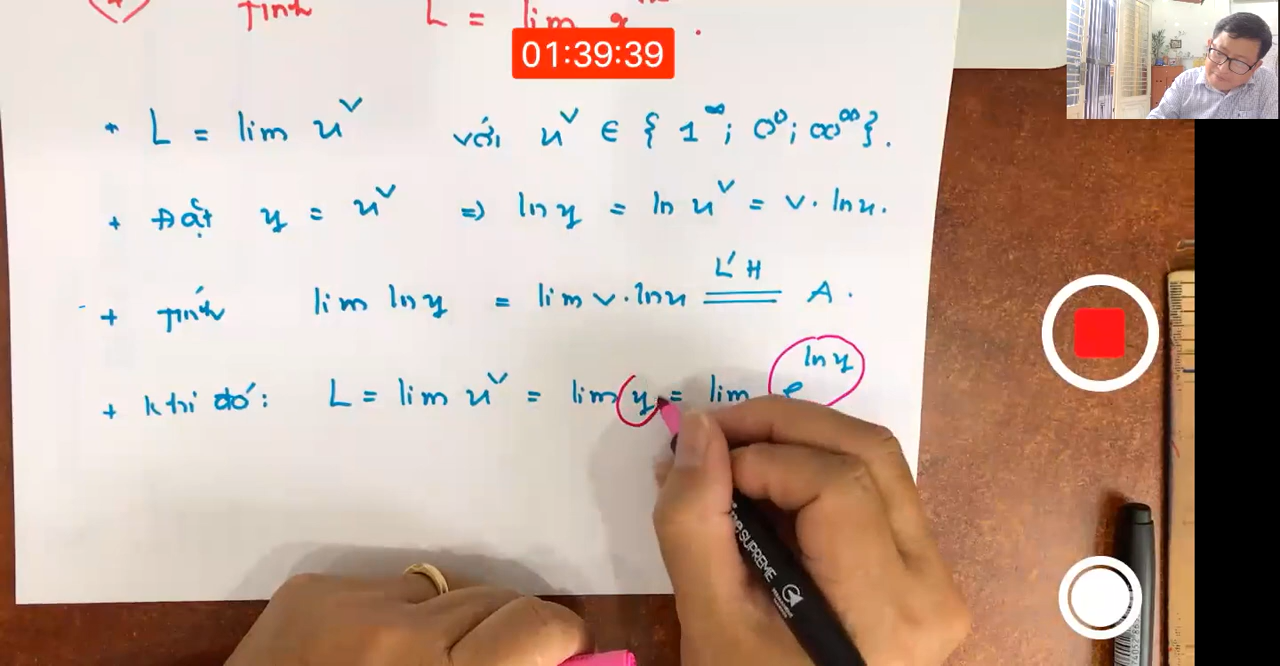 Tính L = lim x
01:39:39
+ L = lim u^v với u^v ∈ { 1^∞; 0^0; ∞^∞ }.
+ Đặt y = u^v => ln y = ln u^v = v. ln u.
+ Tính lim ln y = lim v. ln u L'H A.
+ Khi đó: L = lim u^v = lim y = lim e^ln y
SUPREME